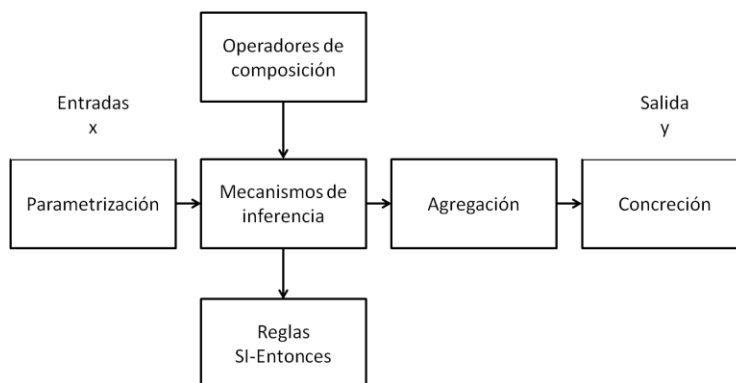 Operadores de
composición
Entradas
x
Salida
y
Parametrización
Mecanismos de
inferencia
Agregación
Concreción
Reglas
SI-Entonces